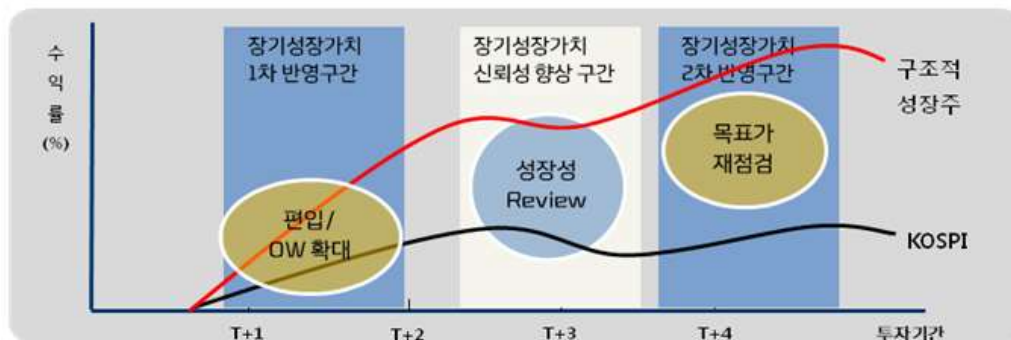 수
익
률
(%)
장기성장가치
1차 반영구간
장기성장가치
신뢰성 향상 구간
장기성장가치
2차 반영구간
구조적
성장주
편입/
OW 확대
성장성
Review
목표가
재점검
KOSPI
T+1
T+2
T+3
T+4
투자기간